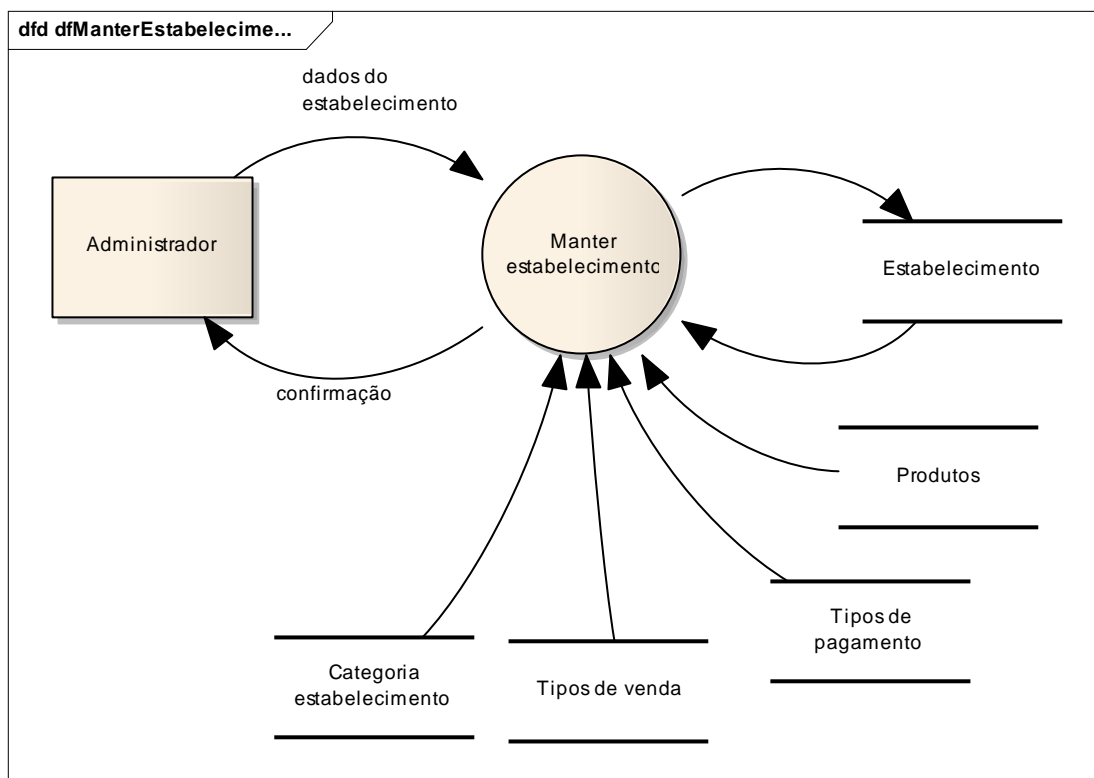 dfd dfManterEstabelecime...
dados do
estabelecimento
Administrador
Manter
estabelecimento
Estabelecimento
confirmação
Produtos
Tipos de
pagamento
Categoria
estabelecimento
Tipos de venda